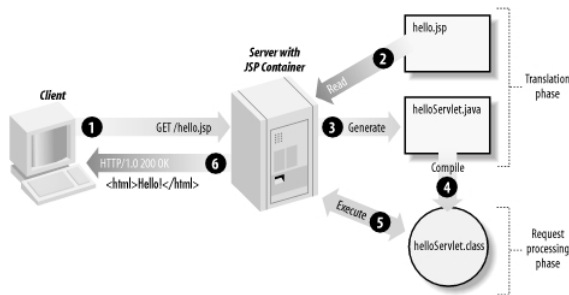 Client
1
GET /hello.jsp
6
HTTP/1.0 200 OK
<html>Hello!</html>
Server with
JSP Container
2
Read
hello.jsp
3
Generate
helloServlet.java
Compile
4
Execute
5
helloServlet.class
Translation
phase
Request
processing
phase